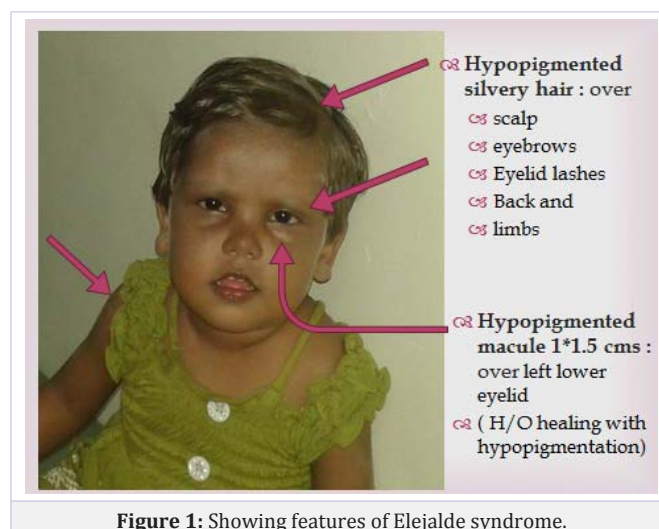 Hypopigmented
silvery hair : over
scalp
eyebrows
Eyelid lashes
Back and
limbs
Hypopigmented
macule 1*1.5 cms :
over left lower
eyelid
( H/O healing with
hypopigmentation)
Figure 1: Showing features of Elejalde syndrome.